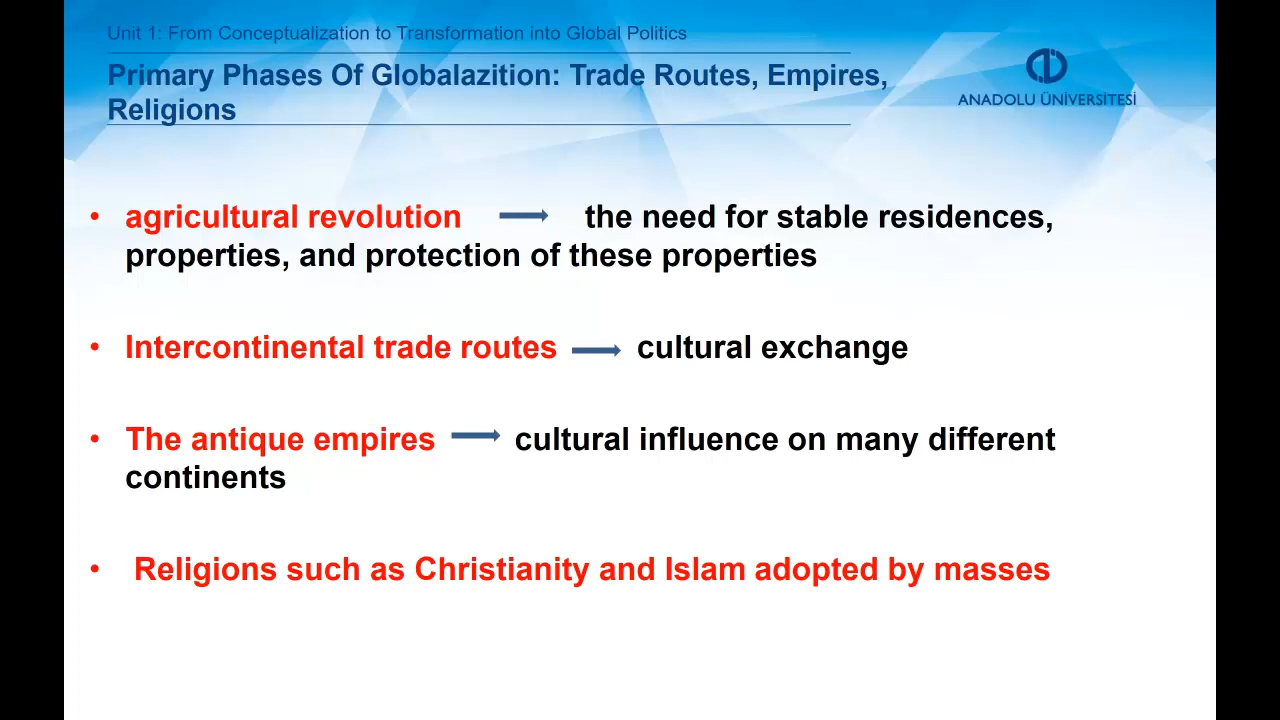 Unit 1: From Conceptualization to Transformation into Global Politics
Primary Phases Of Globalazition: Trade Routes, Empires,
Religions
ANADOLU ÜNİVERSİTESİ
• agricultural revolution → the need for stable residences,
properties, and protection of these properties
• Intercontinental trade routes → cultural exchange
• The antique empires → cultural influence on many different
continents
• Religions such as Christianity and Islam adopted by masses